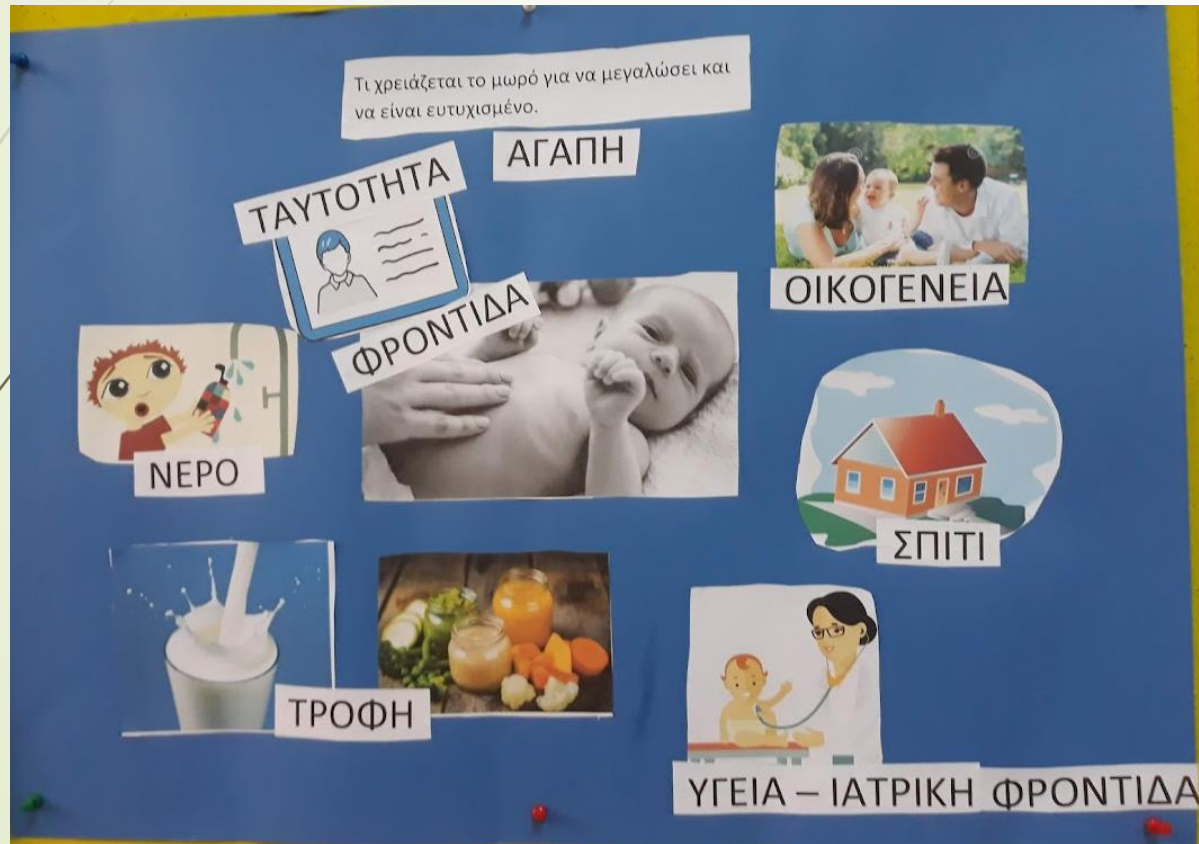 Τι χρειάζεται το μωρό για να μεγαλώσει και
να είναι ευτυχισμένο.
ΑΓΑΠΗ
ΤΑΥΤΟΤΗΤΑ
ΟΙΚΟΓΕΝΕΙΑ
ΦΡΟΝΤΙΔΑ
ΝΕΡΟ
ΣΠΙΤΙ
ΤΡΟΦΗ
ΥΓΕΙΑ – ΙΑΤΡΙΚΗ ΦΡΟΝΤΙΔΑ